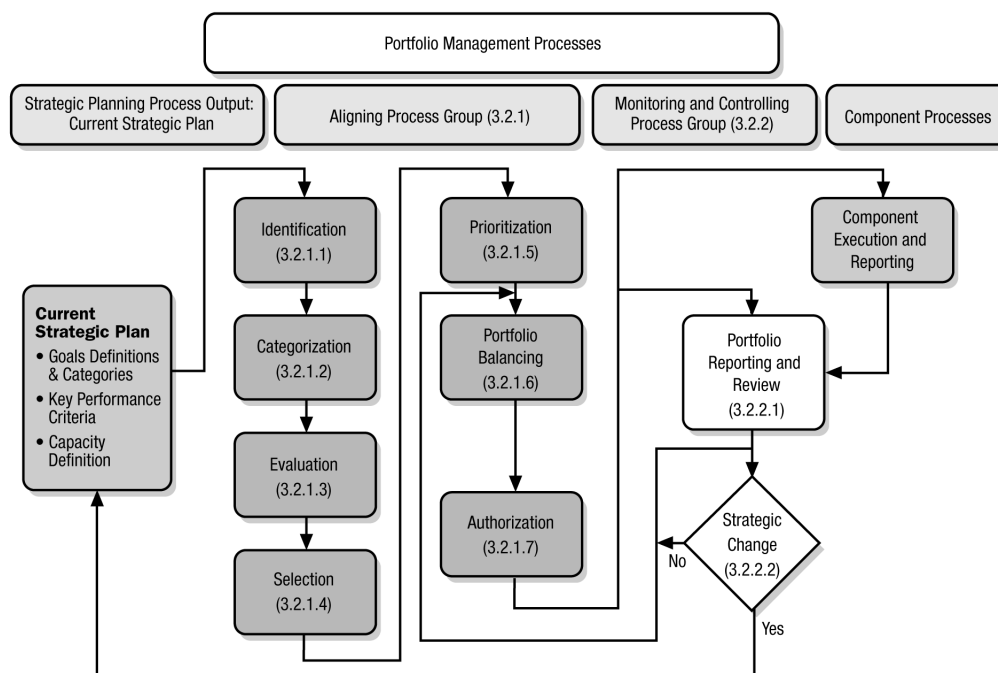 Portfolio Management Processes
Strategic Planning Process Output:
Current Strategic Plan
Aligning Process Group (3.2.1)
Monitoring and Controlling
Process Group (3.2.2)
Component Processes
Identification
(3.2.1.1)
Prioritization
(3.2.1.5)
Component
Execution and
Reporting
Current
Strategic Plan
• Goals Definitions
& Categories
• Key Performance
Criteria
• Capacity
Definition
Categorization
(3.2.1.2)
Portfolio
Balancing
(3.2.1.6)
Portfolio
Reporting and
Review
(3.2.2.1)
Evaluation
(3.2.1.3)
Authorization
(3.2.1.7)
Strategic
Change
(3.2.2.2)
No
Selection
(3.2.1.4)
Yes